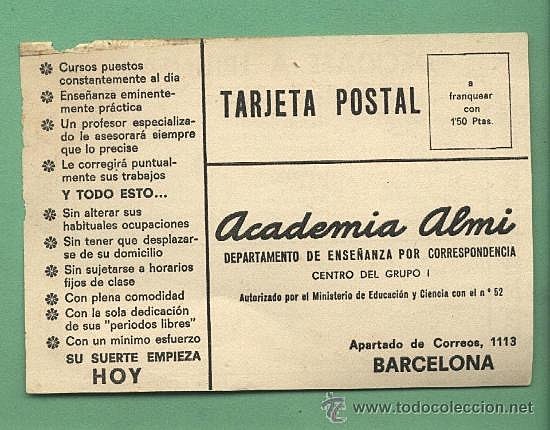 Cursos puestos
constantemente al día
Enseñanza eminente-
mente práctica
Un profesor especializa-
do le asesorará siempre
que lo precise
Le corregirá puntual-
mente sus trabajos
Y TODO ESTO...
Sin alterar sus
habituales ocupaciones
Sin tener que desplazar-
se de su domicilio
Sin sujetarse a horarios
fijos de clase
Con plena comodidad
Con la sola dedicación
de sus "periodos libres"
Con un mínimo esfuerzo
SU SUERTE EMPIEZA
HOY
TARJETA POSTAL
a
franquear
con
1'50 Ptas.
Academia Almi
DEPARTAMENTO DE ENSEÑANZA POR CORRESPONDENCIA
CENTRO DEL GRUPO I
Autorizado por el Ministerio de Educación y Ciencia con el nº 52
Apartado de Correos, 1113
BARCELONA
www.todocoleccion.net